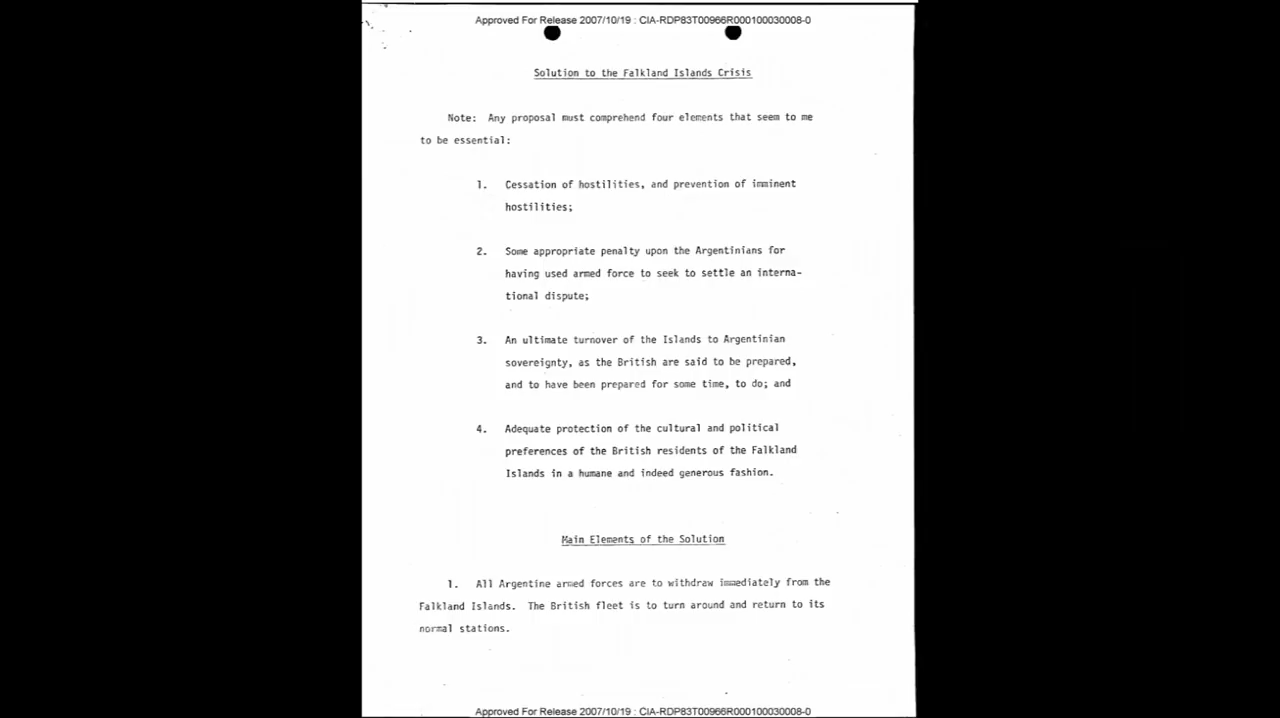 Approved For Release 2007/10/19 : CIA-RDP83T00966R000100030008-0
Solution to the Falkland Islands Crisis
Note: Any proposal must comprehend four elements that seem to me
to be essential:
1. Cessation of hostilities, and prevention of imminent
hostilities;
2. Some appropriate penalty upon the Argentinians for
having used armed force to seek to settle an interna-
tional dispute;
3. An ultimate turnover of the Islands to Argentinian
sovereignty, as the British are said to be prepared,
and to have been prepared for some time, to do; and
4. Adequate protection of the cultural and political
preferences of the British residents of the Falkland
Islands in a humane and indeed generous fashion.
Main Elements of the Solution
1. All Argentine armed forces are to withdraw immediately from the
Falkland Islands. The British fleet is to turn around and return to its
normal stations.
Approved For Release 2007/10/19 : CIA-RDP83T00966R000100030008-0